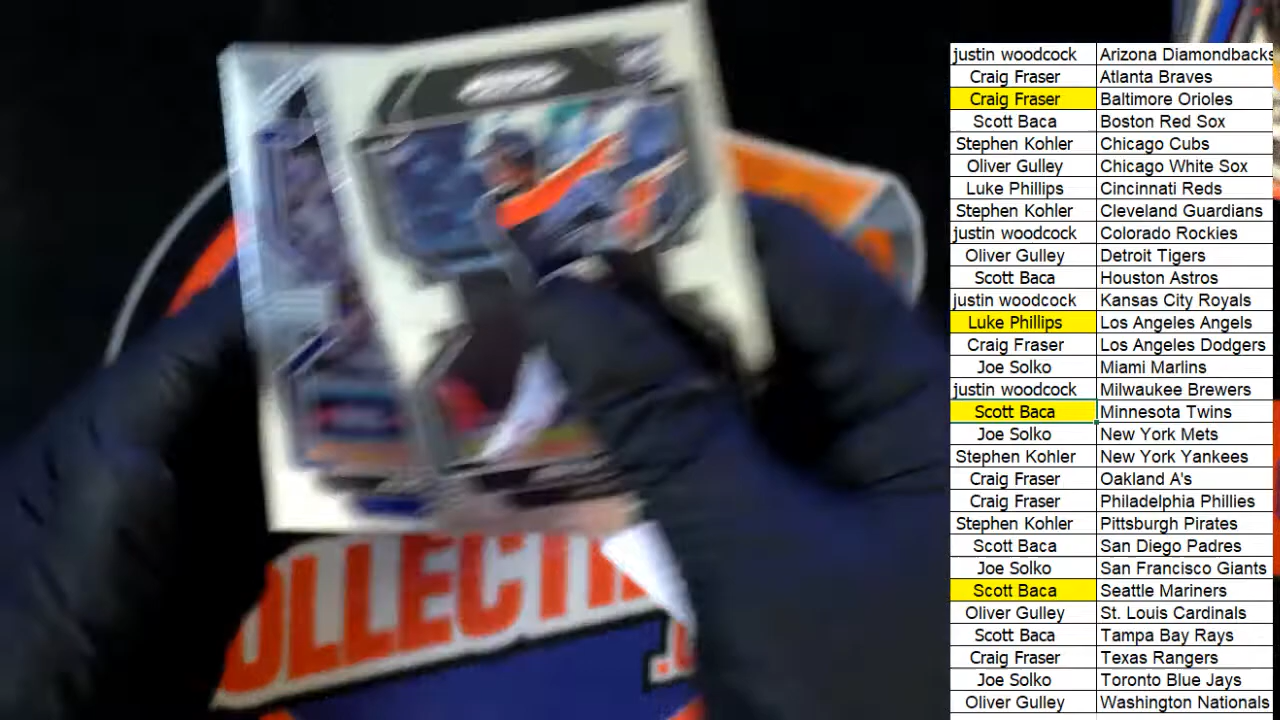 OLLECTI
justin woodcock Arizona Diamondbacks
Craig Fraser Atlanta Braves
Craig Fraser Baltimore Orioles
Scott Baca Boston Red Sox
Stephen Kohler Chicago Cubs
Oliver Gulley Chicago White Sox
Luke Phillips Cincinnati Reds
Stephen Kohler Cleveland Guardians
justin woodcock Colorado Rockies
Oliver Gulley Detroit Tigers
Scott Baca Houston Astros
justin woodcock Kansas City Royals
Luke Phillips Los Angeles Angels
Craig Fraser Los Angeles Dodgers
Joe Solko Miami Marlins
justin woodcock Milwaukee Brewers
Scott Baca Minnesota Twins
Joe Solko New York Mets
Stephen Kohler New York Yankees
Craig Fraser Oakland A's
Craig Fraser Philadelphia Phillies
Stephen Kohler Pittsburgh Pirates
Scott Baca San Diego Padres
Joe Solko San Francisco Giants
Scott Baca Seattle Mariners
Oliver Gulley St. Louis Cardinals
Scott Baca Tampa Bay Rays
Craig Fraser Texas Rangers
Joe Solko Toronto Blue Jays
Oliver Gulley Washington Nationals